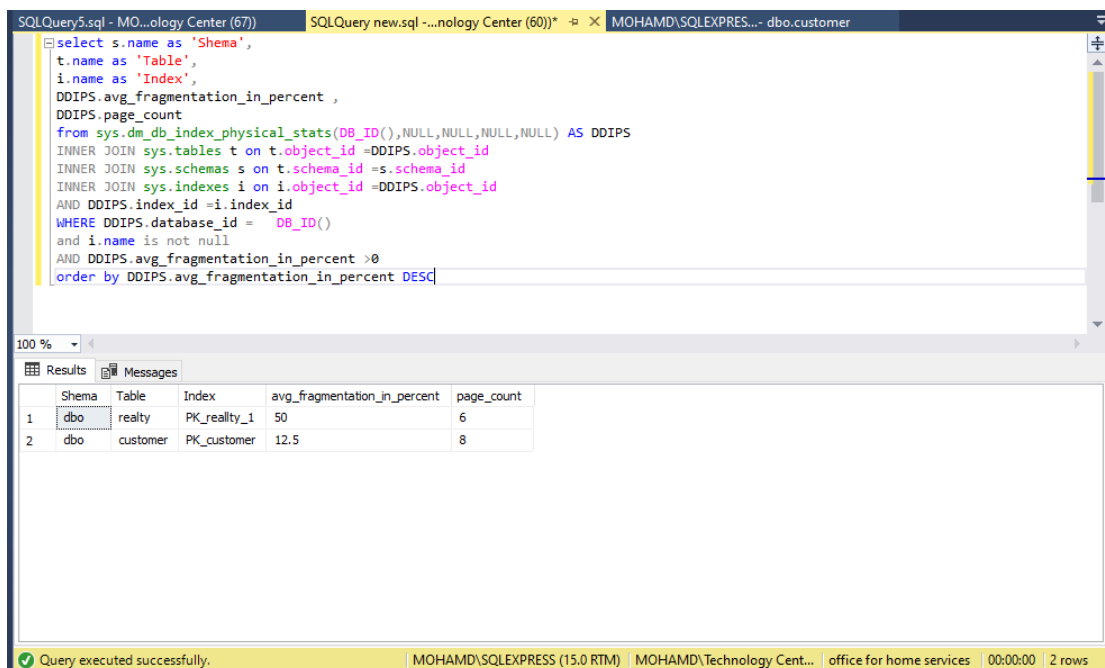 SQLQuery5.sql - MO...ology Center (67))
SQLQuery new.sql -...nology Center (60))*
MOHAMD\SQLEXPRES...- dbo.customer
select s.name as 'Shema',
t.name as 'Table',
i.name as 'Index',
DDIPS.avg_fragmentation_in_percent ,
DDIPS.page_count
from sys.dm_db_index_physical_stats(DB_ID(),NULL,NULL,NULL,NULL) AS DDIPS
INNER JOIN sys.tables t on t.object_id =DDIPS.object_id
INNER JOIN sys.schemas s on t.schema_id =s.schema_id
INNER JOIN sys.indexes i on i.object_id =DDIPS.object_id
AND DDIPS.index_id =i.index_id
WHERE DDIPS.database_id =   DB_ID()
and i.name is not null
AND DDIPS.avg_fragmentation_in_percent >0
order by DDIPS.avg_fragmentation_in_percent DESC
100 %
Results Messages
Shema Table Index avg_fragmentation_in_percent page_count
1 dbo realty PK_reallty_1 50 6
2 dbo customer PK_customer 12.5 8
Query executed successfully. MOHAMD\SQLEXPRESS (15.0 RTM) MOHAMD\Technology Cent... office for home services 00:00:00 2 rows